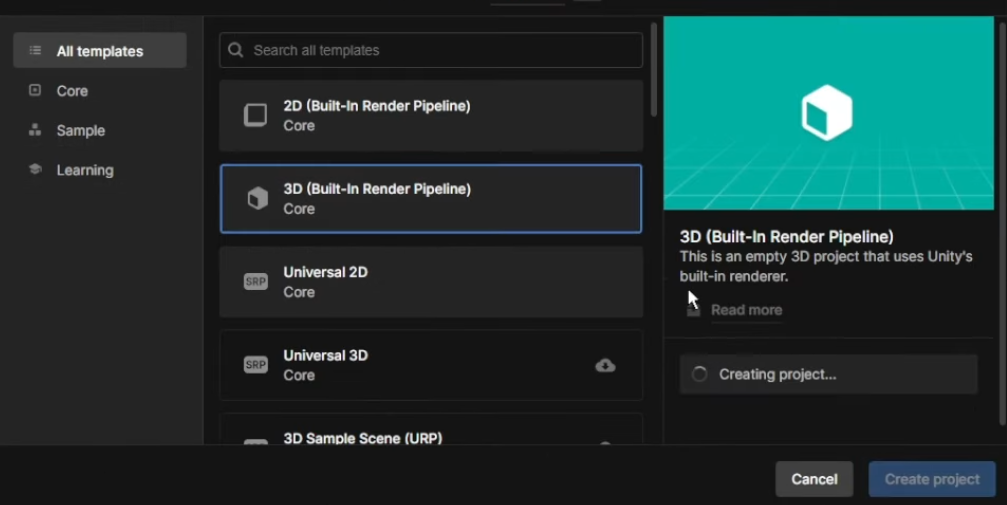 All templates
Core
Sample
Learning
Search all templates
2D (Built-In Render Pipeline)
Core
3D (Built-In Render Pipeline)
Core
SRP
Universal 2D
Core
SRP
Universal 3D
Core
3D Sample Scene (URP)
3D (Built-In Render Pipeline)
This is an empty 3D project that uses Unity's
built-in renderer.
Read more
Creating project...
Cancel
Create project